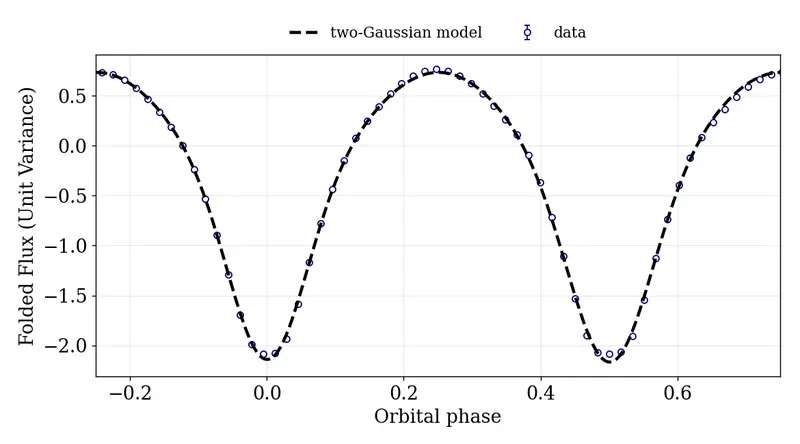 two-Gaussian model
data
Folded Flux (Unit Variance)
0.5
0.0
−0.5
−1.0
−1.5
−2.0
−0.2
0.0
0.2
0.4
0.6
Orbital phase